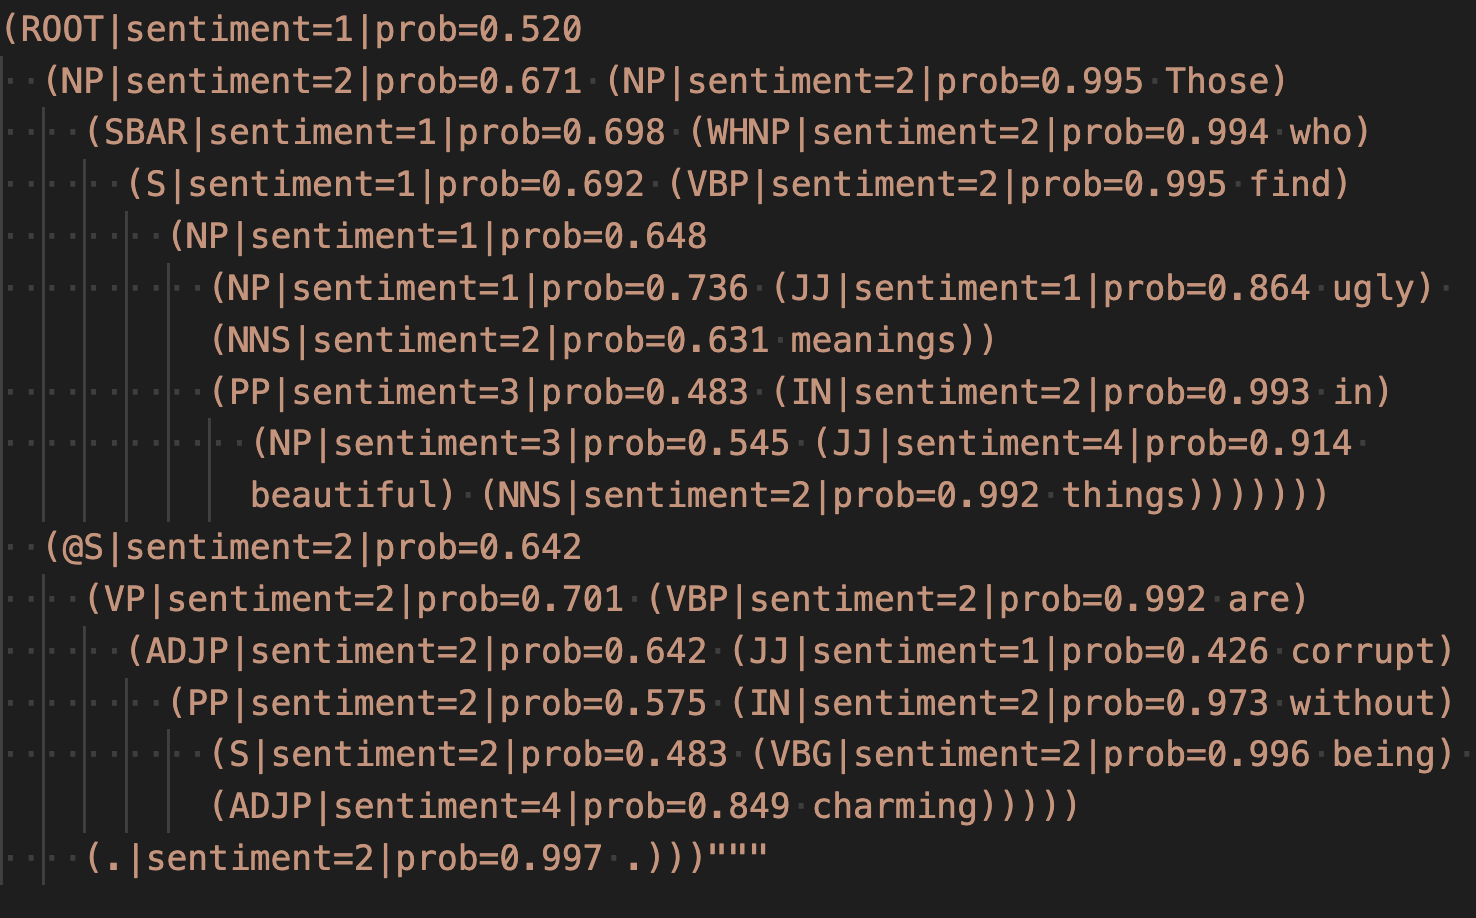 (ROOT|sentiment=1|prob=0.520
(NP|sentiment=2|prob=0.671 (NP|sentiment=2|prob=0.995 Those)
(SBAR|sentiment=1|prob=0.698 (WHNP|sentiment=2|prob=0.994 who)
(S|sentiment=1|prob=0.692 (VBP|sentiment=2|prob=0.995 find)
(NP|sentiment=1|prob=0.648
(NP|sentiment=1|prob=0.736 (JJ|sentiment=1|prob=0.864 ugly)
(NNS|sentiment=2|prob=0.631 meanings))
(PP|sentiment=3|prob=0.483 (IN|sentiment=2|prob=0.993 in)
(NP|sentiment=3|prob=0.545 (JJ|sentiment=4|prob=0.914
beautiful) (NNS|sentiment=2|prob=0.992 things)))))))
(@S|sentiment=2|prob=0.642
(VP|sentiment=2|prob=0.701 (VBP|sentiment=2|prob=0.992 are)
(ADJP|sentiment=2|prob=0.642 (JJ|sentiment=1|prob=0.426 corrupt)
(PP|sentiment=2|prob=0.575 (IN|sentiment=2|prob=0.973 without)
(S|sentiment=2|prob=0.483 (VBG|sentiment=2|prob=0.996 being)
(ADJP|sentiment=4|prob=0.849 charming)))))
(.|sentiment=2|prob=0.997 .)))"""